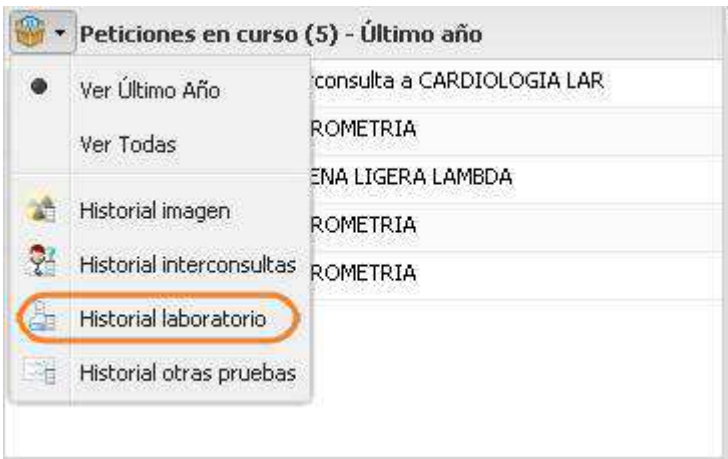 Peticiones en curso (5) - Último año
Ver Último Año
consulta a CARDIOLOGIA LAR
Ver Todas
ROMETRIA
ENA LIGERA LAMBDA
Historial imagen
ROMETRIA
Historial interconsultas
ROMETRIA
Historial laboratorio
Historial otras pruebas